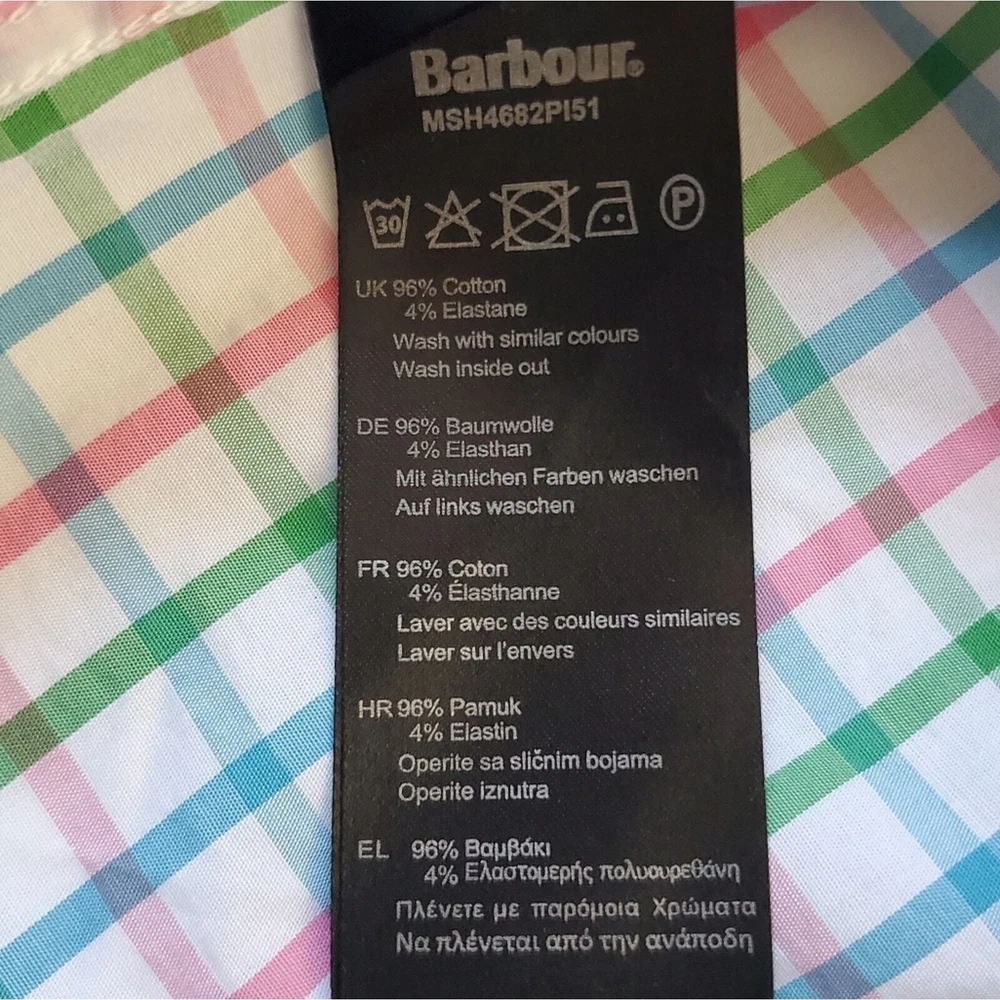 Barbour®
MSH4682PI51
30 P
UK 96% Cotton
4% Elastane
Wash with similar colours
Wash inside out
DE 96% Baumwolle
4% Elasthan
Mit ähnlichen Farben waschen
Auf links waschen
FR 96% Coton
4% Élasthanne
Laver avec des couleurs similaires
Laver sur l'envers
HR 96% Pamuk
4% Elastin
Operite sa sličnim bojama
Operite iznutra
EL 96% Βαμβάκι
4% Ελαστομερής πολυουρεθάνη
Πλένετε με παρόμοια Χρώματα
Να πλένεται από την ανάποδη